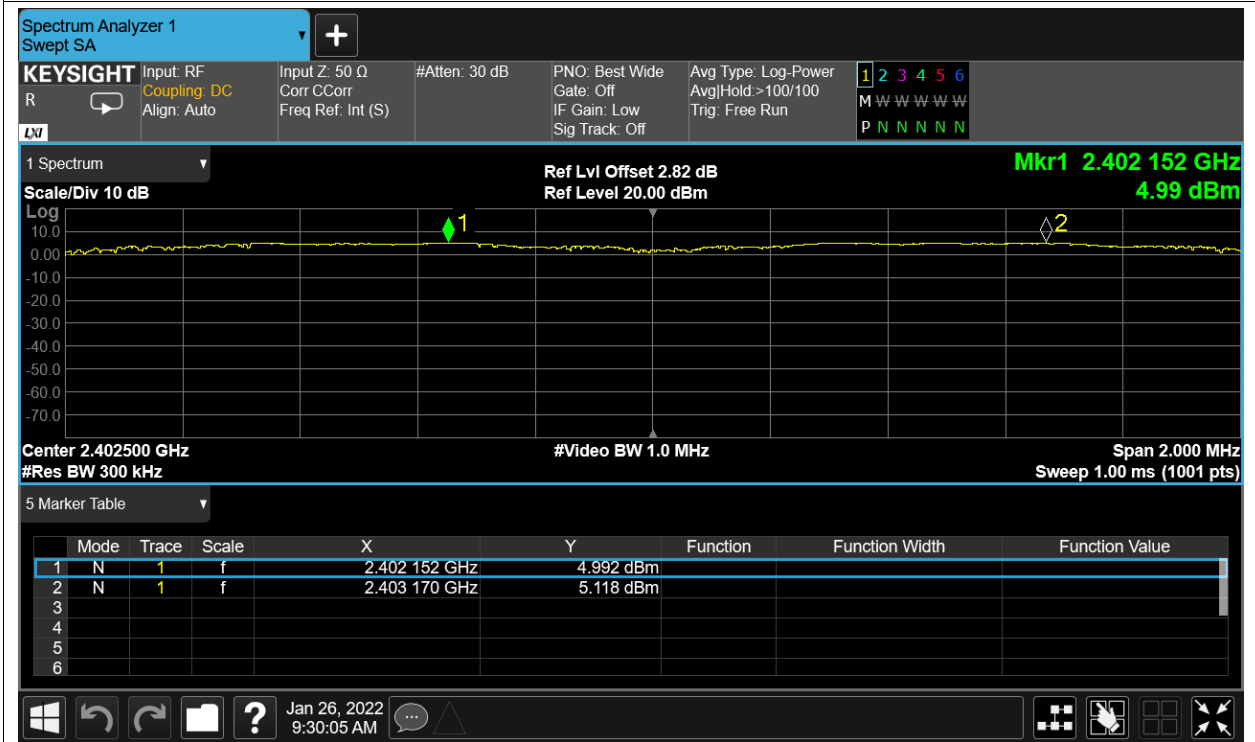 Spectrum Analyzer 1
Swept SA
+
KEYSIGHT
R
LXI
Input: RF
Coupling: DC
Align: Auto
Input Z: 50 Ω
Corr CCorr
Freq Ref: Int (S)
#Atten: 30 dB
PNO: Best Wide
Gate: Off
IF Gain: Low
Sig Track: Off
Avg Type: Log-Power
Avg|Hold:>100/100
Trig: Free Run
1 2 3 4 5 6
M W W W W W
P N N N N N
1 Spectrum
Scale/Div 10 dB
Ref Lvl Offset 2.82 dB
Ref Level 20.00 dBm
Mkr1 2.402 152 GHz
4.99 dBm
Log
1
2
10.0
0.00
-10.0
-20.0
-30.0
-40.0
-50.0
-60.0
-70.0
Center 2.402500 GHz
#Res BW 300 kHz
#Video BW 1.0 MHz
Span 2.000 MHz
Sweep 1.00 ms (1001 pts)
5 Marker Table
Mode Trace Scale X Y Function Function Width Function Value
1 N 1 f 2.402 152 GHz 4.992 dBm
2 N 1 f 2.403 170 GHz 5.118 dBm
3
4
5
6
?
Jan 26, 2022
9:30:05 AM